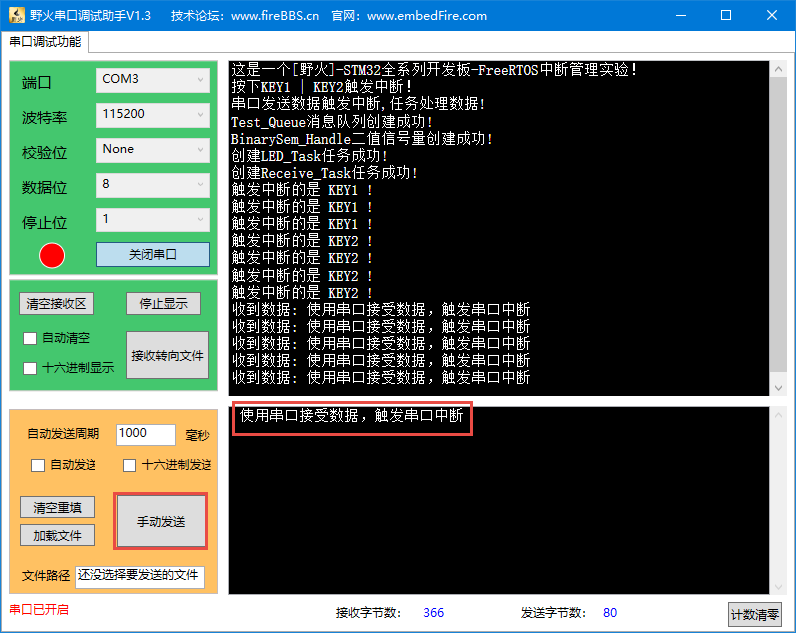 野火串口调试助手V1.3 技术论坛：www.fireBBS.cn 官网：www.embedFire.com
串口调试功能
端口 COM3
波特率 115200
校验位 None
数据位 8
停止位 1
关闭串口
清空接收区 停止显示
自动清空
十六进制显示
接收转向文件
这是一个[野火]-STM32全系列开发板-FreeRTOS中断管理实验！
按下KEY1 | KEY2触发中断！
串口发送数据触发中断,任务处理数据!
Test_Queue消息队列创建成功!
BinarySem_Handle二值信号量创建成功!
创建LED_Task任务成功!
创建Receive_Task任务成功!
触发中断的是 KEY1 !
触发中断的是 KEY1 !
触发中断的是 KEY1 !
触发中断的是 KEY2 !
触发中断的是 KEY2 !
触发中断的是 KEY2 !
触发中断的是 KEY2 !
收到数据: 使用串口接受数据，触发串口中断
收到数据: 使用串口接受数据，触发串口中断
收到数据: 使用串口接受数据，触发串口中断
收到数据: 使用串口接受数据，触发串口中断
收到数据: 使用串口接受数据，触发串口中断
自动发送周期 1000 毫秒
自动发送 十六进制发送
清空重填
加载文件
手动发送
文件路径 还没选择要发送的文件
使用串口接受数据，触发串口中断
串口已开启 接收字节数： 366 发送字节数： 80 计数清零